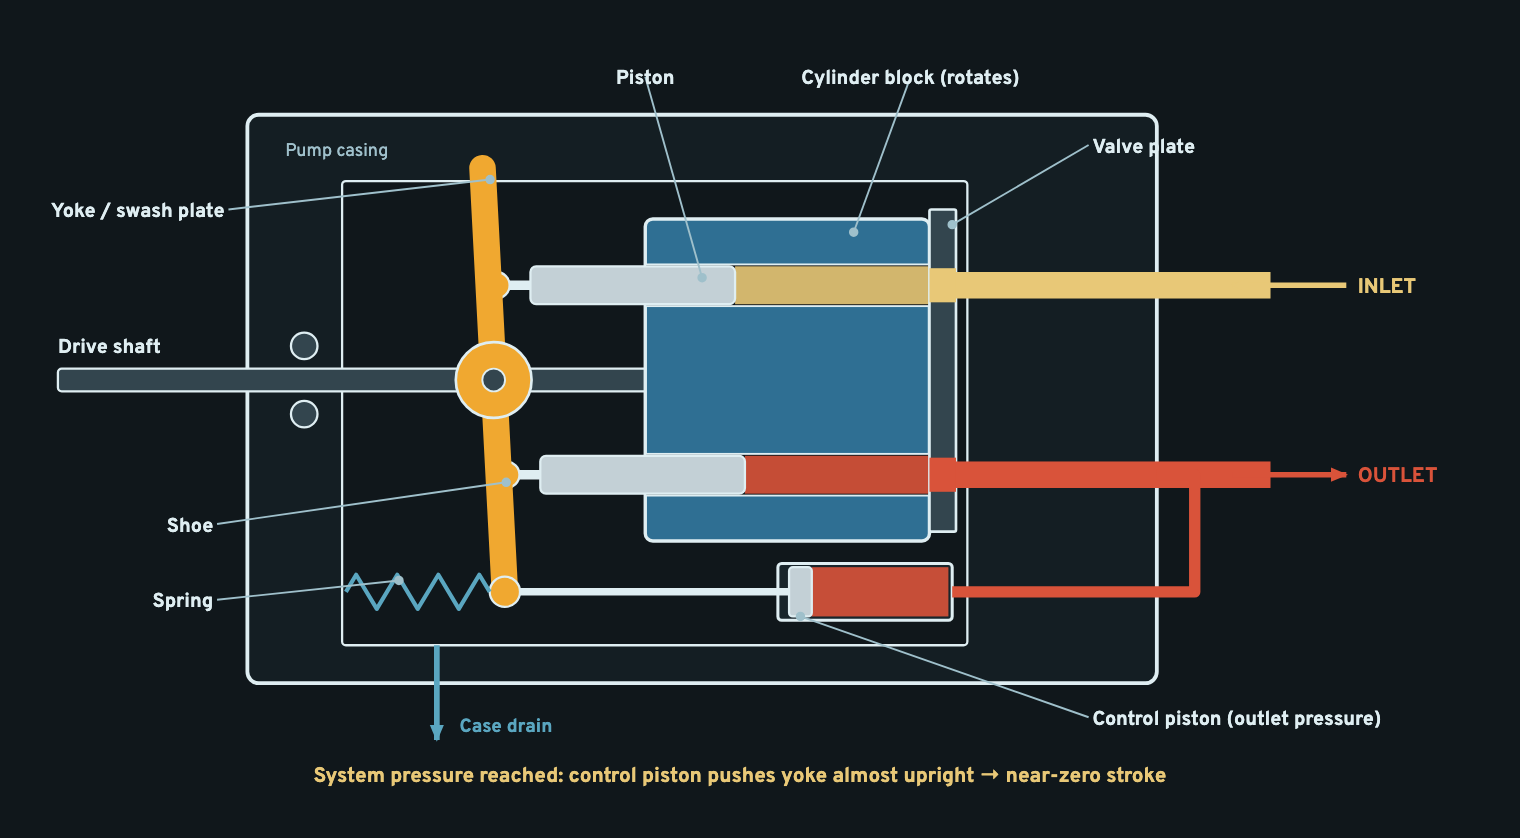 Piston
Cylinder block (rotates)
Pump casing
Valve plate
Yoke / swash plate
INLET
Drive shaft
OUTLET
Shoe
Spring
Control piston (outlet pressure)
Case drain
System pressure reached: control piston pushes yoke almost upright → near-zero stroke